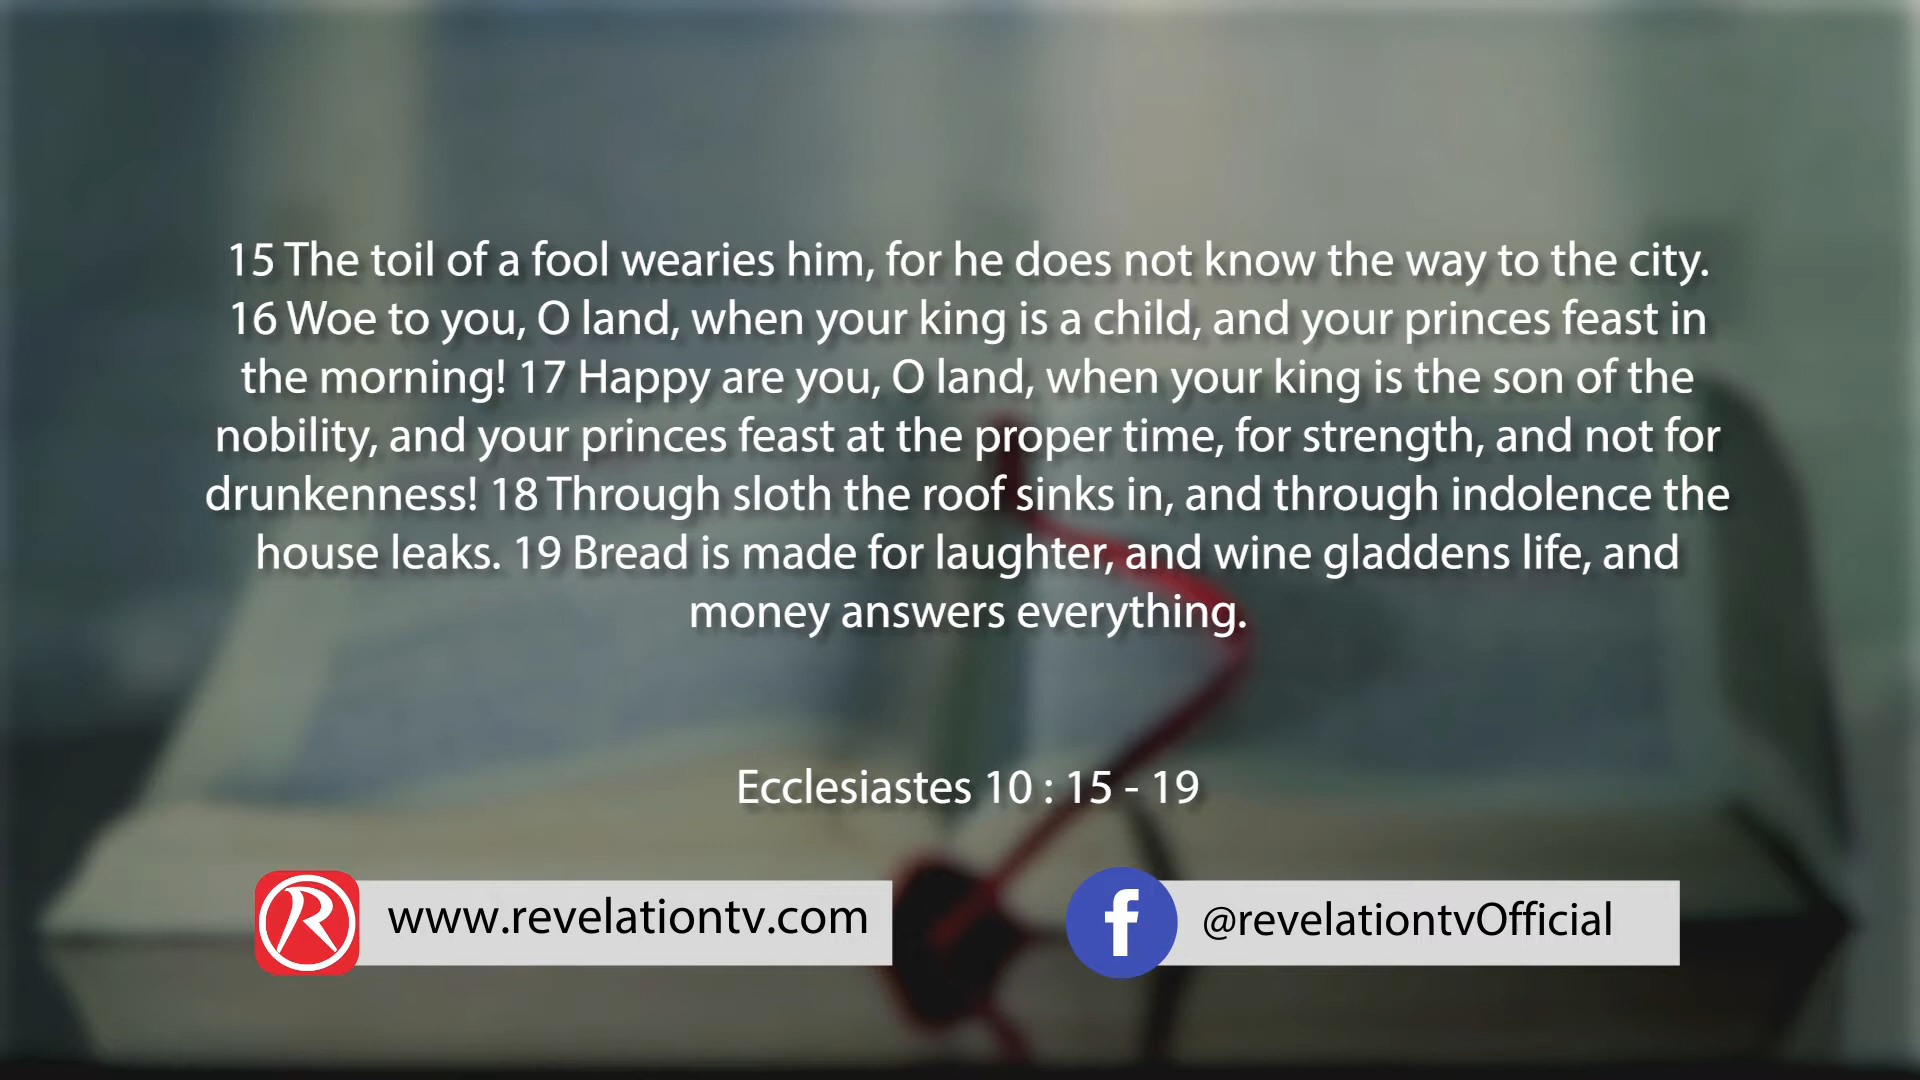 15 The toil of a fool wearies him, for he does not know the way to the city.
16 Woe to you, O land, when your king is a child, and your princes feast in
the morning! 17 Happy are you, O land, when your king is the son of the
nobility, and your princes feast at the proper time, for strength, and not for
drunkenness! 18 Through sloth the roof sinks in, and through indolence the
house leaks. 19 Bread is made for laughter, and wine gladdens life, and
money answers everything.
Ecclesiastes 10 : 15 - 19
R www.revelationtv.com
f @revelationtvOfficial